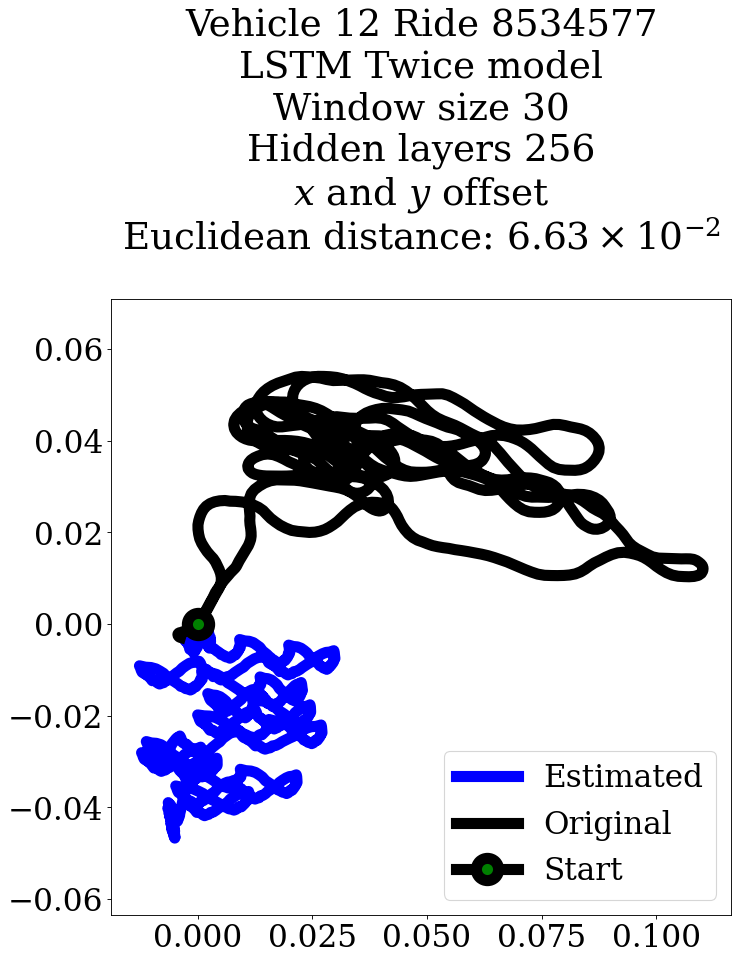 Vehicle 12 Ride 8534577
LSTM Twice model
Window size 30
Hidden layers 256
x and y offset
Euclidean distance: 6.63 × 10⁻²
0.06
0.04
0.02
0.00
−0.02
−0.04
−0.06
Estimated
Original
Start
0.000 0.025 0.050 0.075 0.100